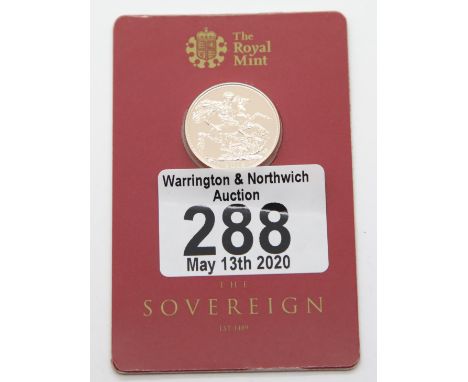 The
Royal
Mint
Warrington & Northwich
Auction
288
May 13th 2020
THE
SOVEREIGN
EST 1489